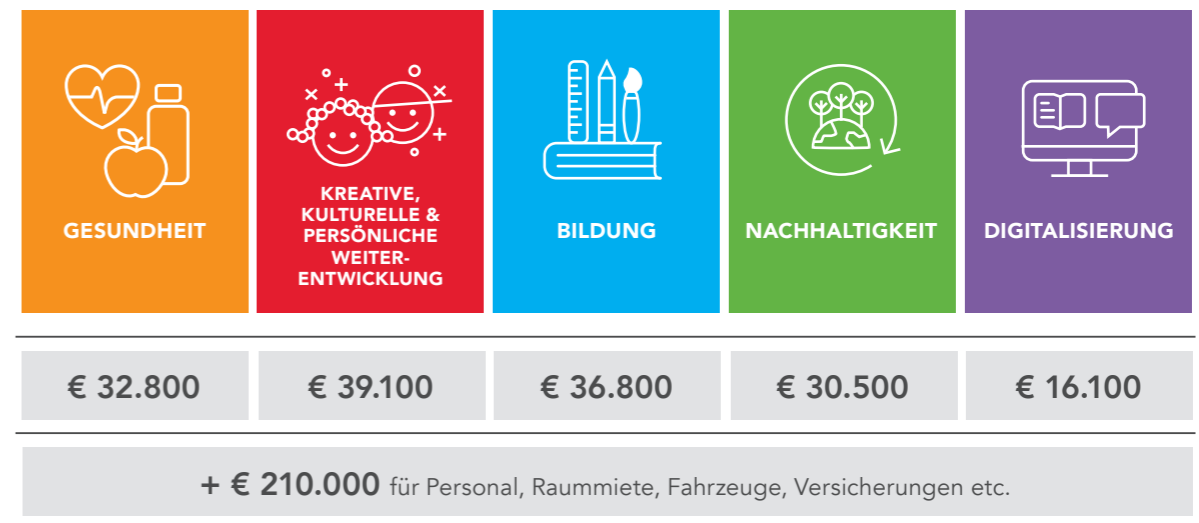 GESUNDHEIT
KREATIVE,
KULTURELLE &
PERSÖNLICHE
WEITER-
ENTWICKLUNG
BILDUNG
NACHHALTIGKEIT
DIGITALISIERUNG
€ 32.800
€ 39.100
€ 36.800
€ 30.500
€ 16.100
+ € 210.000 für Personal, Raummiete, Fahrzeuge, Versicherungen etc.